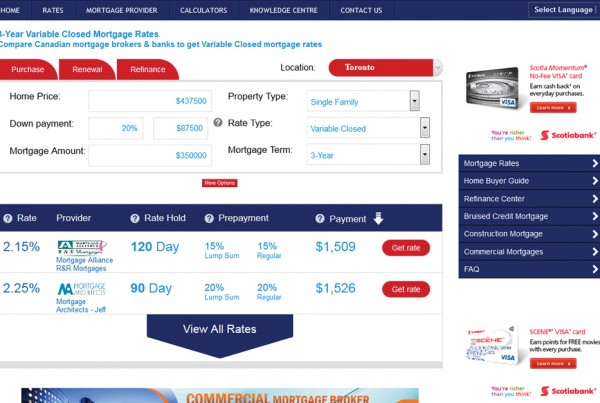 HOME RATES MORTGAGE PROVIDER CALCULATORS KNOWLEDGE CENTRE CONTACT US Select Language
3-Year Variable Closed Mortgage Rates
Compare Canadian mortgage brokers & banks to get Variable Closed mortgage rates
Purchase Renewal Refinance Location: Toronto
Home Price: $437500 Property Type: Single Family
Down payment: 20% $87500 ? Rate Type: Variable Closed
Mortgage Amount: $350000 Mortgage Term: 3-Year
More Options
? Rate Provider ? Rate Hold ? Prepayment ? Payment
2.15% 120 Day 15% 15% $1,509 Get rate
Lump Sum Regular
Mortgage Alliance
R&R Mortgages
2.25% MORTGAGE ARCHITECTS 90 Day 20% 20% $1,526 Get rate
Lump Sum Regular
Mortgage
Architects - Jeff
View All Rates
COMMERCIAL MORTGAGE BROKER
Scotia Momentum®
No-Fee VISA* card
Earn cash back¹ on
everyday purchases.
Learn more ▸
VISA
You're richer
than you think.® Scotiabank®
Mortgage Rates
Home Buyer Guide
Refinance Center
Bruised Credit Mortgage
Construction Mortgage
Commercial Mortgages
FAQ
SCENE®* VISA* card
Earn points for FREE movies
with every purchase.
Learn more ▸
VISA
You're richer
than you think.® Scotiabank®